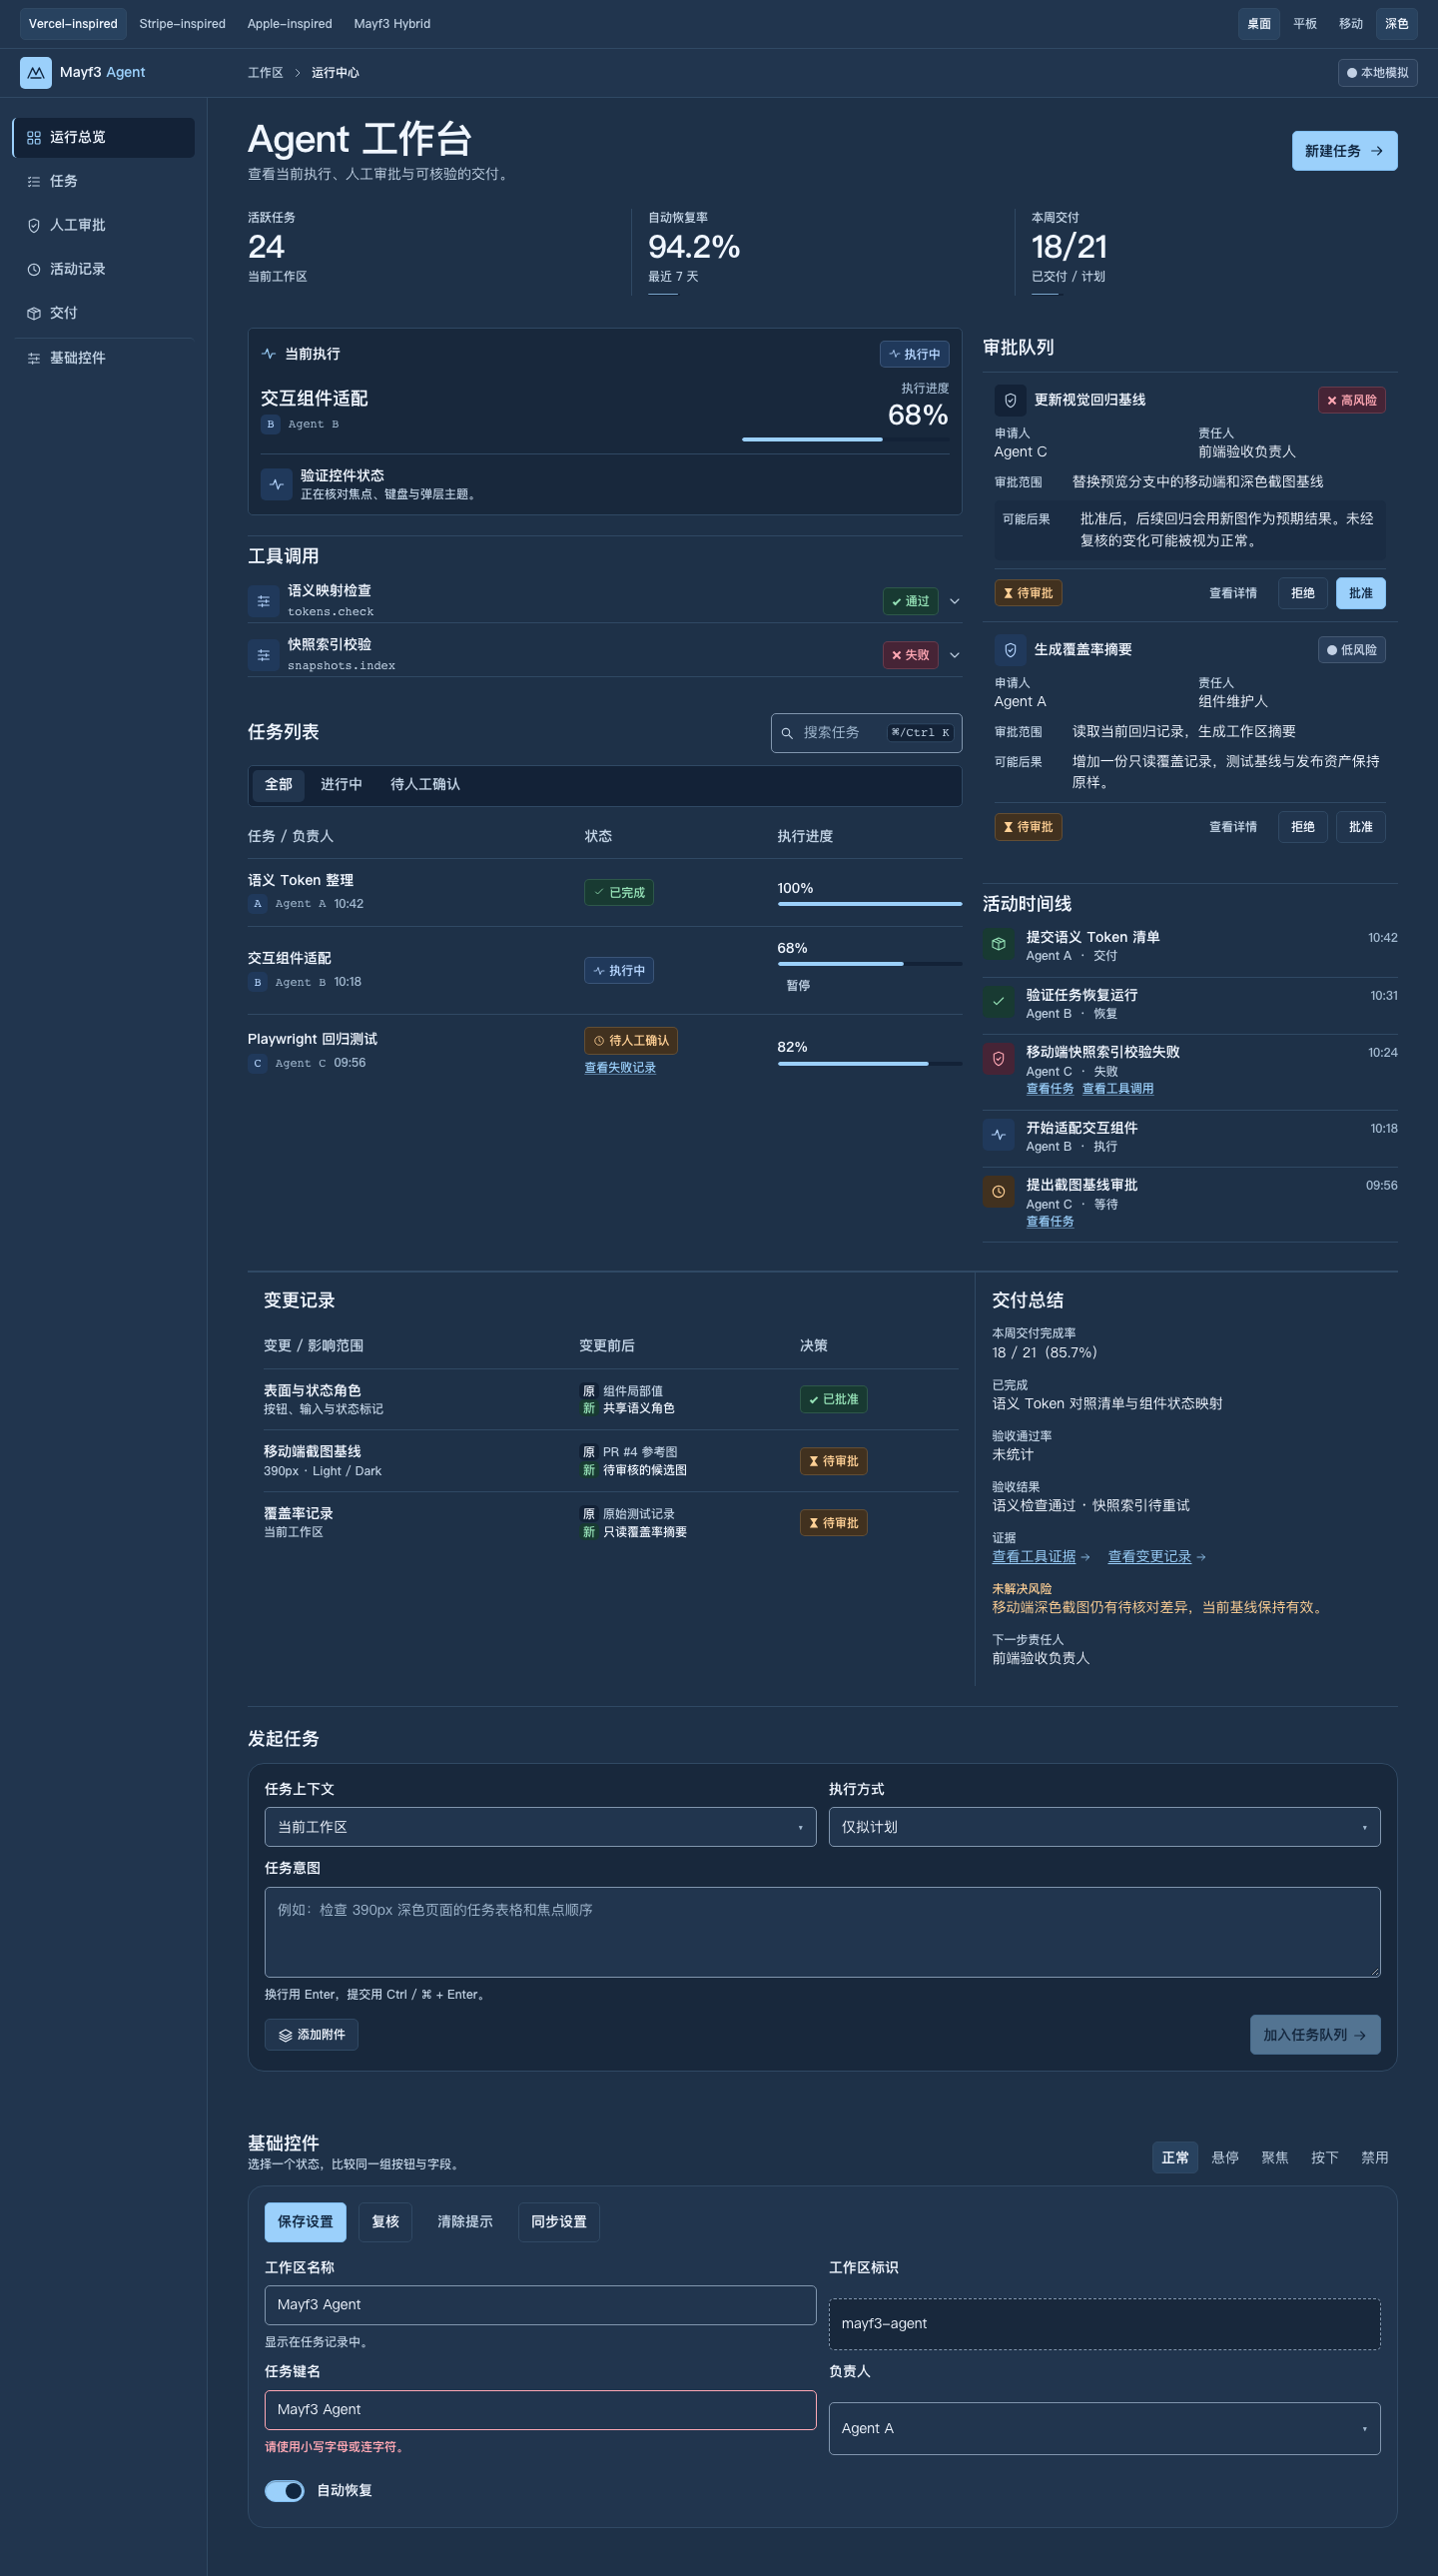 Vercel-inspired Stripe-inspired Apple-inspired Mayf3 Hybrid 桌面 平板 移动 深色
Mayf3 Agent 工作区 运行中心 本地模拟
运行总览
任务
人工审批
活动记录
交付
基础控件
Agent 工作台
查看当前执行、人工审批与可核验的交付。
新建任务
活跃任务
24
当前工作区
自动恢复率
94.2%
最近 7 天
本周交付
18/21
已交付 / 计划
当前执行 执行中
交互组件适配
B Agent B
执行进度
68%
验证控件状态
正在核对焦点、键盘与弹层主题。
工具调用
语义映射检查
tokens.check
通过
快照索引校验
snapshots.index
失败
任务列表 搜索任务 ⌘/Ctrl K
全部 进行中 待人工确认
任务 / 负责人 状态 执行进度
语义 Token 整理
A Agent A 10:42
已完成
100%
交互组件适配
B Agent B 10:18
执行中
68%
暂停
Playwright 回归测试
C Agent C 09:56
待人工确认
查看失败记录
82%
审批队列
更新视觉回归基线 高风险
申请人 责任人
Agent C 前端验收负责人
审批范围 替换预览分支中的移动端和深色截图基线
可能后果 批准后，后续回归会用新图作为预期结果。未经
复核的变化可能被视为正常。
待审批 查看详情 拒绝 批准
生成覆盖率摘要 低风险
申请人 责任人
Agent A 组件维护人
审批范围 读取当前回归记录，生成工作区摘要
可能后果 增加一份只读覆盖记录，测试基线与发布资产保持
原样。
待审批 查看详情 拒绝 批准
活动时间线
提交语义 Token 清单 10:42
Agent A · 交付
验证任务恢复运行 10:31
Agent B · 恢复
移动端快照索引校验失败 10:24
Agent C · 失败
查看任务 查看工具调用
开始适配交互组件 10:18
Agent B · 执行
提出截图基线审批 09:56
Agent C · 等待
查看任务
变更记录
变更 / 影响范围 变更前后 决策
表面与状态角色
按钮、输入与状态标记
原 组件局部值
新 共享语义角色
已批准
移动端截图基线
390px · Light / Dark
原 PR #4 参考图
新 待审核的候选图
待审批
覆盖率记录
当前工作区
原 原始测试记录
新 只读覆盖率摘要
待审批
交付总结
本周交付完成率
18 / 21（85.7%）
已完成
语义 Token 对照清单与组件状态映射
验收通过率
未统计
验收结果
语义检查通过 · 快照索引待重试
证据
查看工具证据 → 查看变更记录 →
未解决风险
移动端深色截图仍有待核对差异，当前基线保持有效。
下一步责任人
前端验收负责人
发起任务
任务上下文 执行方式
当前工作区 仅拟计划
任务意图
例如：检查 390px 深色页面的任务表格和焦点顺序
换行用 Enter，提交用 Ctrl / ⌘ + Enter。
添加附件 加入任务队列
基础控件
选择一个状态，比较同一组按钮与字段。
正常 悬停 聚焦 按下 禁用
保存设置 复核 清除提示 同步设置
工作区名称 工作区标识
Mayf3 Agent mayf3-agent
显示在任务记录中。
任务键名 负责人
Mayf3 Agent Agent A
请使用小写字母或连字符。
自动恢复